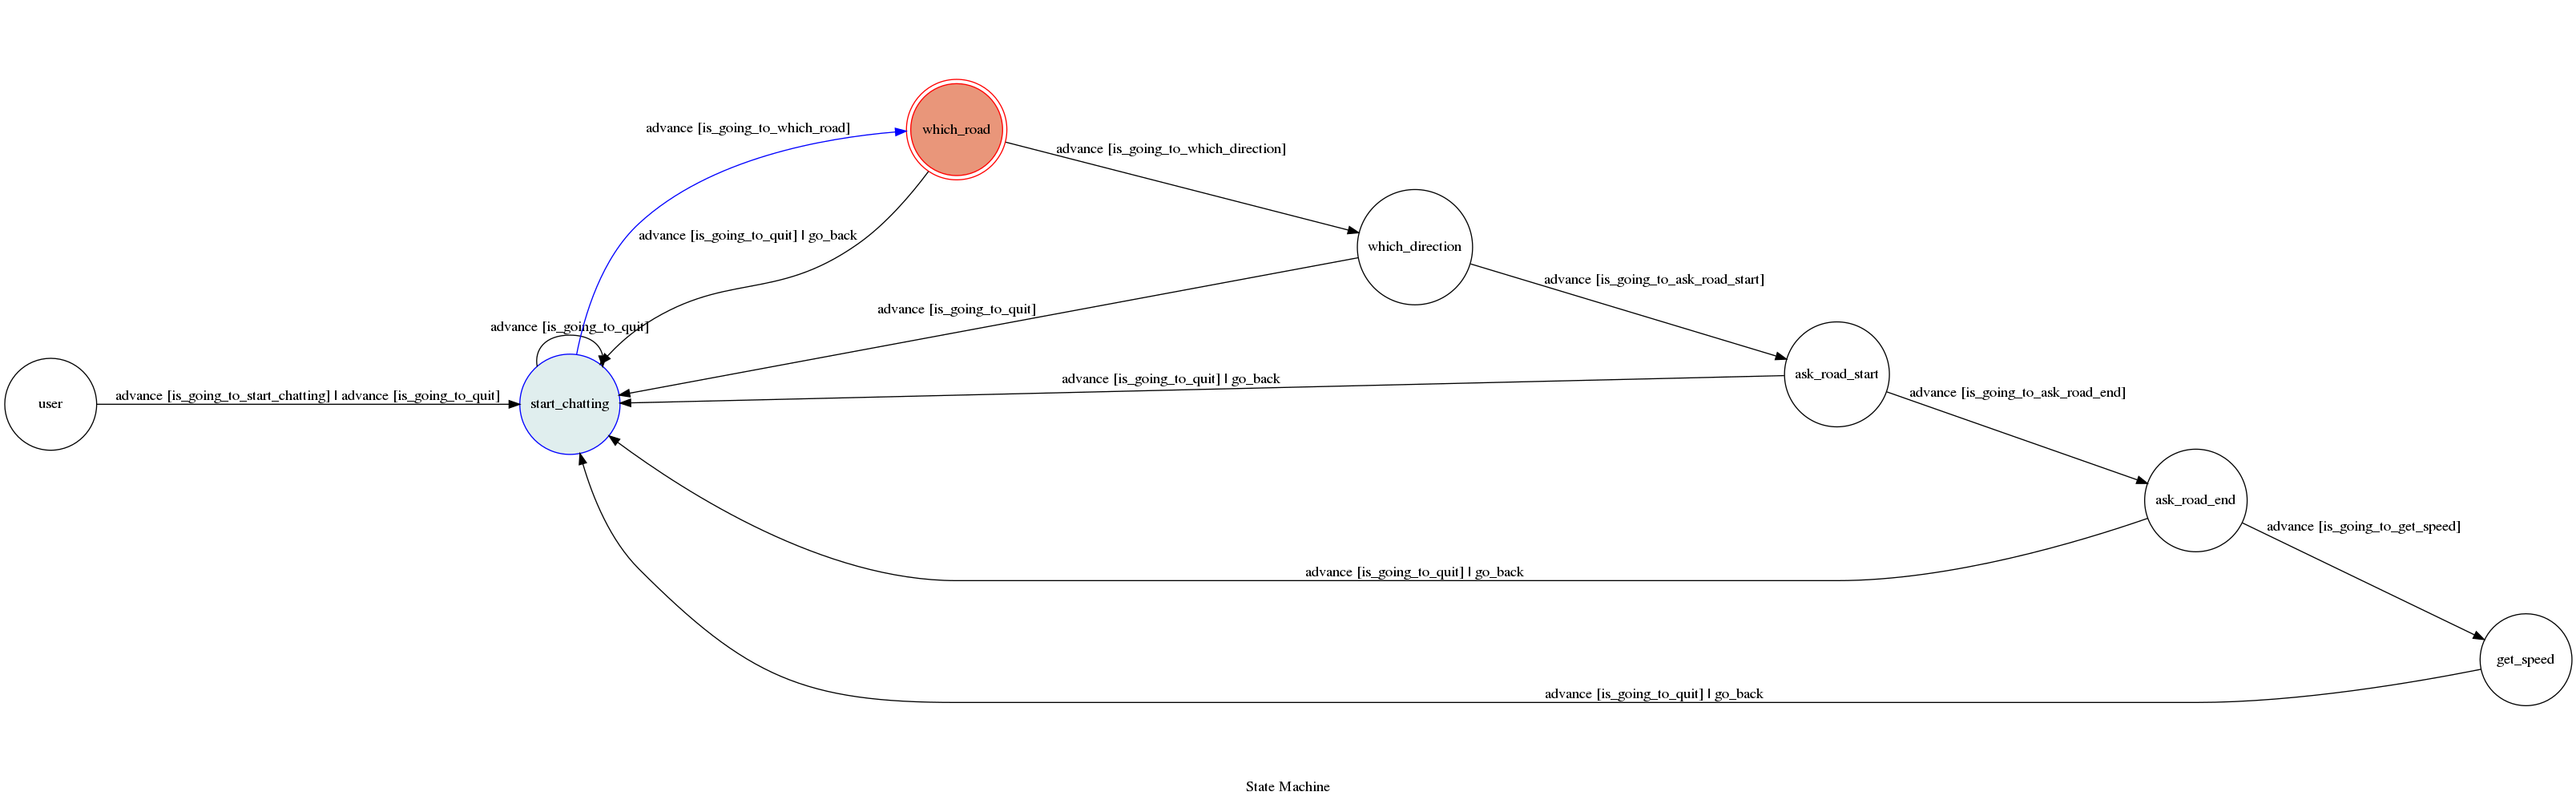 advance [is_going_to_which_road]
which_road
advance [is_going_to_which_direction]
advance [is_going_to_quit] | go_back
which_direction
advance [is_going_to_ask_road_start]
advance [is_going_to_quit]
advance [is_going_to_quit]
ask_road_start
advance [is_going_to_quit] | go_back
advance [is_going_to_ask_road_end]
user
advance [is_going_to_start_chatting] | advance [is_going_to_quit]
start_chatting
ask_road_end
advance [is_going_to_get_speed]
advance [is_going_to_quit] | go_back
get_speed
advance [is_going_to_quit] | go_back
State Machine